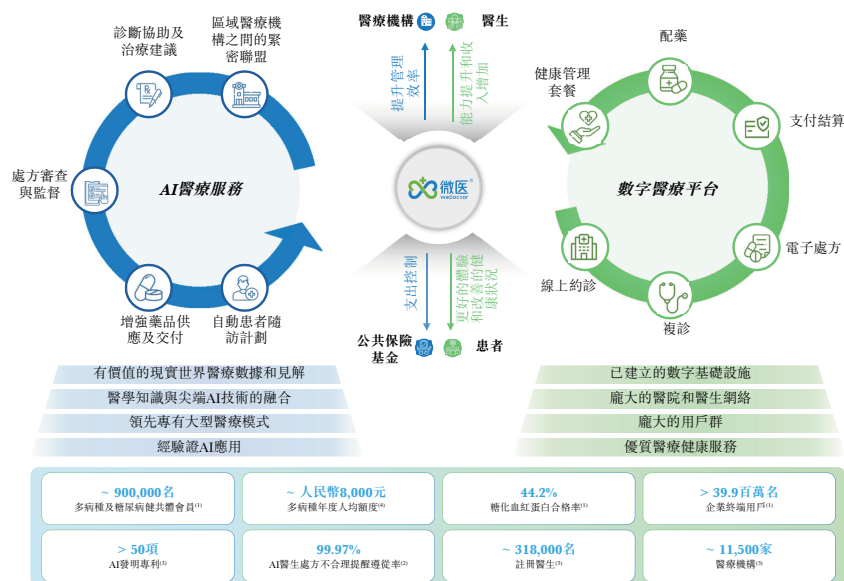 診斷協助及
治療建議
區域醫療機
構之間的緊
密聯盟
處方審查
與監督
AI醫療服務
增強藥品供
應及交付
自動患者隨
訪計劃
醫療機構
醫生
提升管理
效率
能力提升和收
入增加
微医®
WeDoctor
支出控制
更好的體驗
和改善的健
康狀況
公共保險
基金
患者
配藥
健康管理
套餐
支付結算
數字醫療平台
電子處方
線上約診
複診
有價值的現實世界醫療數據和見解
醫學知識與尖端AI技術的融合
領先專有大型醫療模式
經驗證AI應用
已建立的數字基礎設施
龐大的醫院和醫生網絡
龐大的用戶群
優質醫療健康服務
~ 900,000名
多病種及糖尿病健共體會員(1)
~ 人民幣8,000元
多病種年度人均額度(4)
44.2%
糖化血紅蛋白合格率(1)
> 39.9百萬名
企業終端用戶(1)
> 50項
AI發明專利(3)
99.97%
AI醫生處方不合理提醒遵從率(2)
~ 318,000名
註冊醫生(3)
~ 11,500家
醫療機構(3)